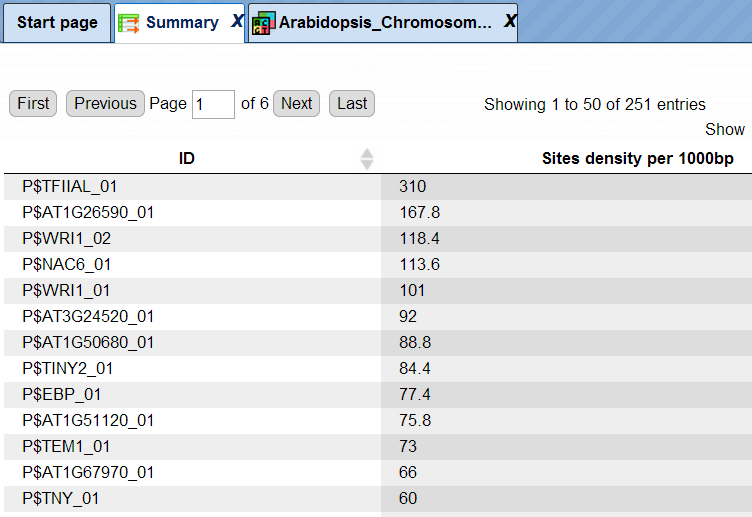 Start page Summary X Arabidopsis_Chromosom... X
First Previous Page 1 of 6 Next Last Showing 1 to 50 of 251 entries
Show
ID Sites density per 1000bp
P$TFIIAL_01 310
P$AT1G26590_01 167.8
P$WRI1_02 118.4
P$NAC6_01 113.6
P$WRI1_01 101
P$AT3G24520_01 92
P$AT1G50680_01 88.8
P$TINY2_01 84.4
P$EBP_01 77.4
P$AT1G51120_01 75.8
P$TEM1_01 73
P$AT1G67970_01 66
P$TNY_01 60